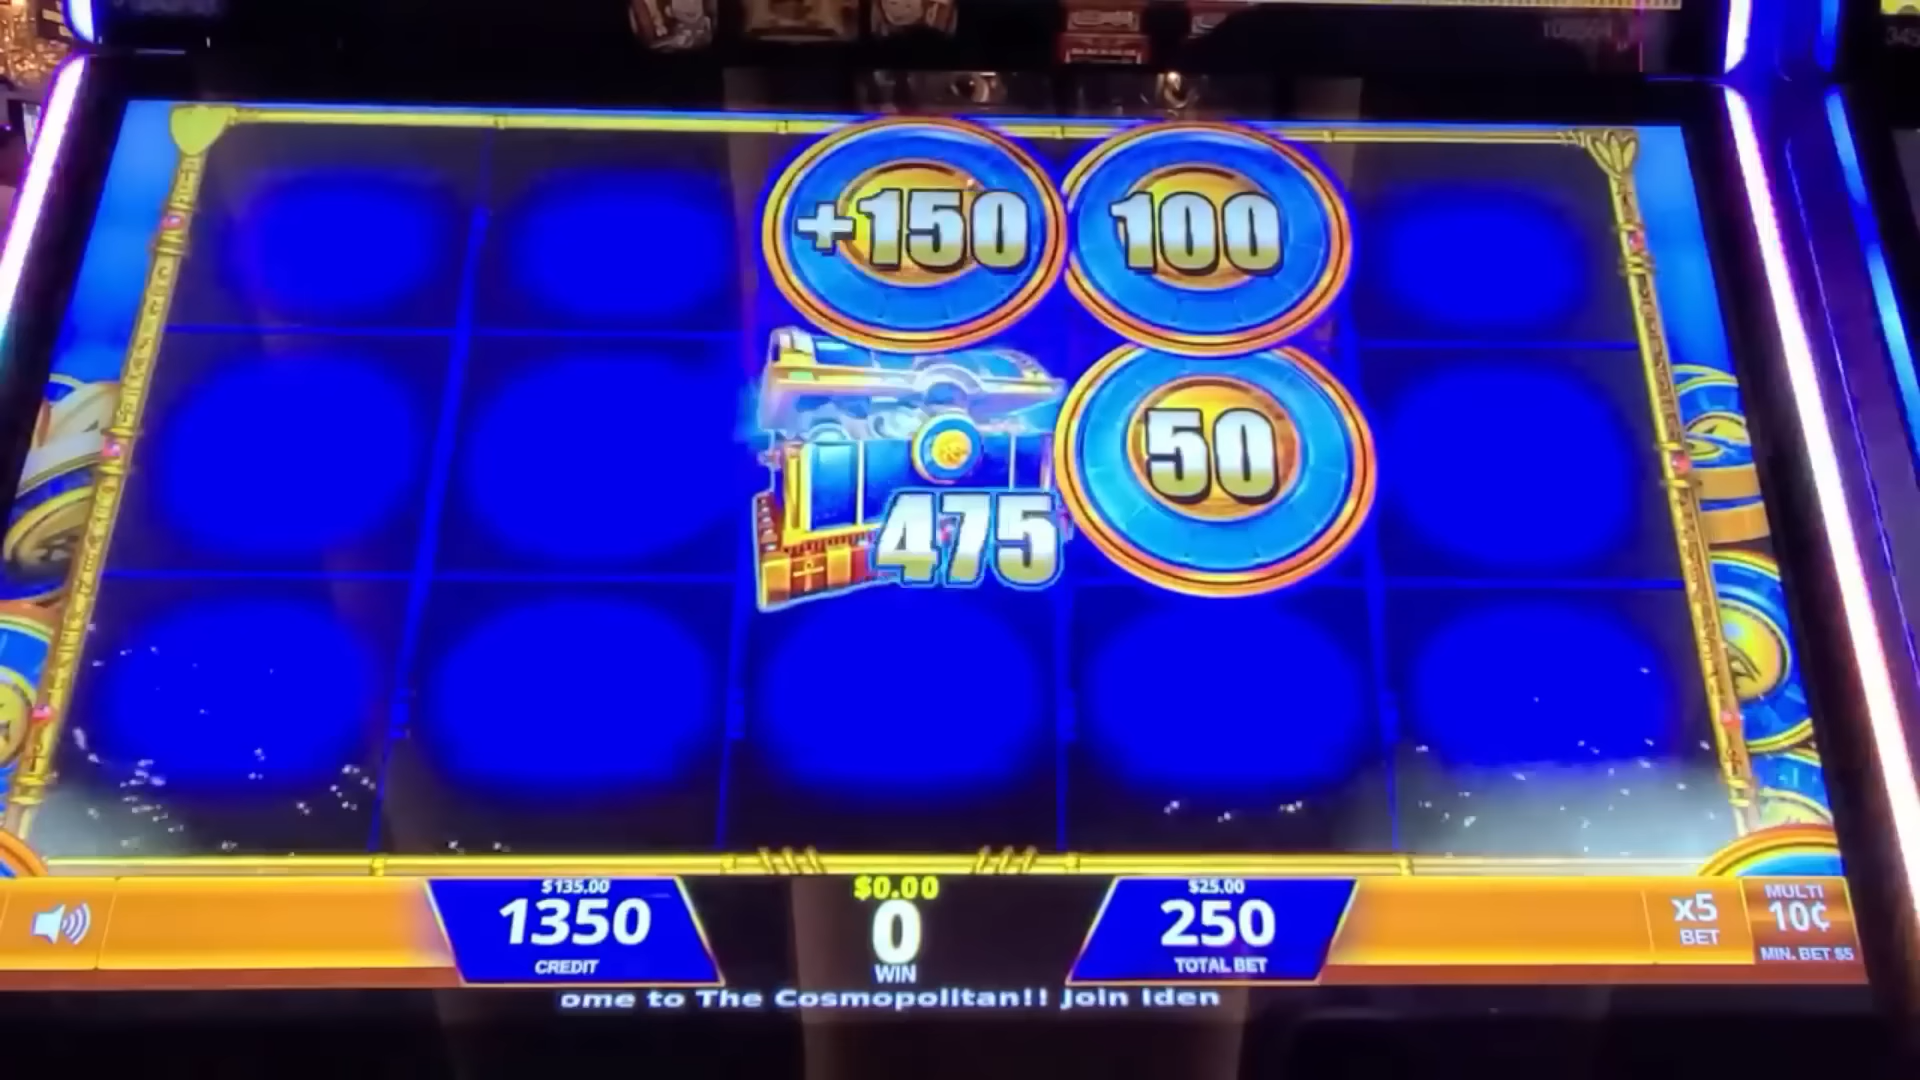 +150
100
475
50
$135.00
1350
CREDIT
$0.00
0
WIN
$25.00
250
TOTAL BET
x5
BET
MULTI
10¢
MIN. BET $5
ome to The Cosmopolitan!! Join Iden